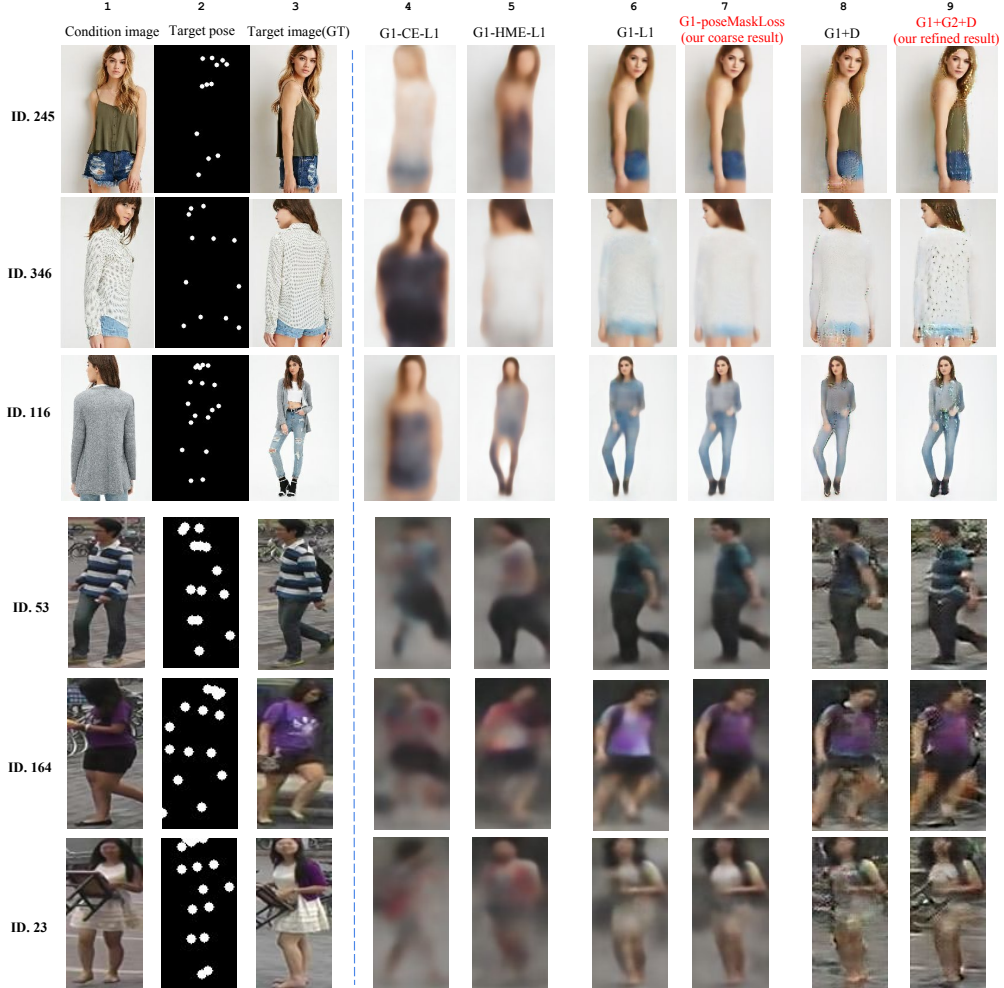 1 2 3 4 5 6 7 8 9
Condition image Target pose Target image(GT) G1-CE-L1 G1-HME-L1 G1-L1 G1-poseMaskLoss (our coarse result) G1+D G1+G2+D (our refined result)
ID. 245
ID. 346
ID. 116
ID. 53
ID. 164
ID. 23